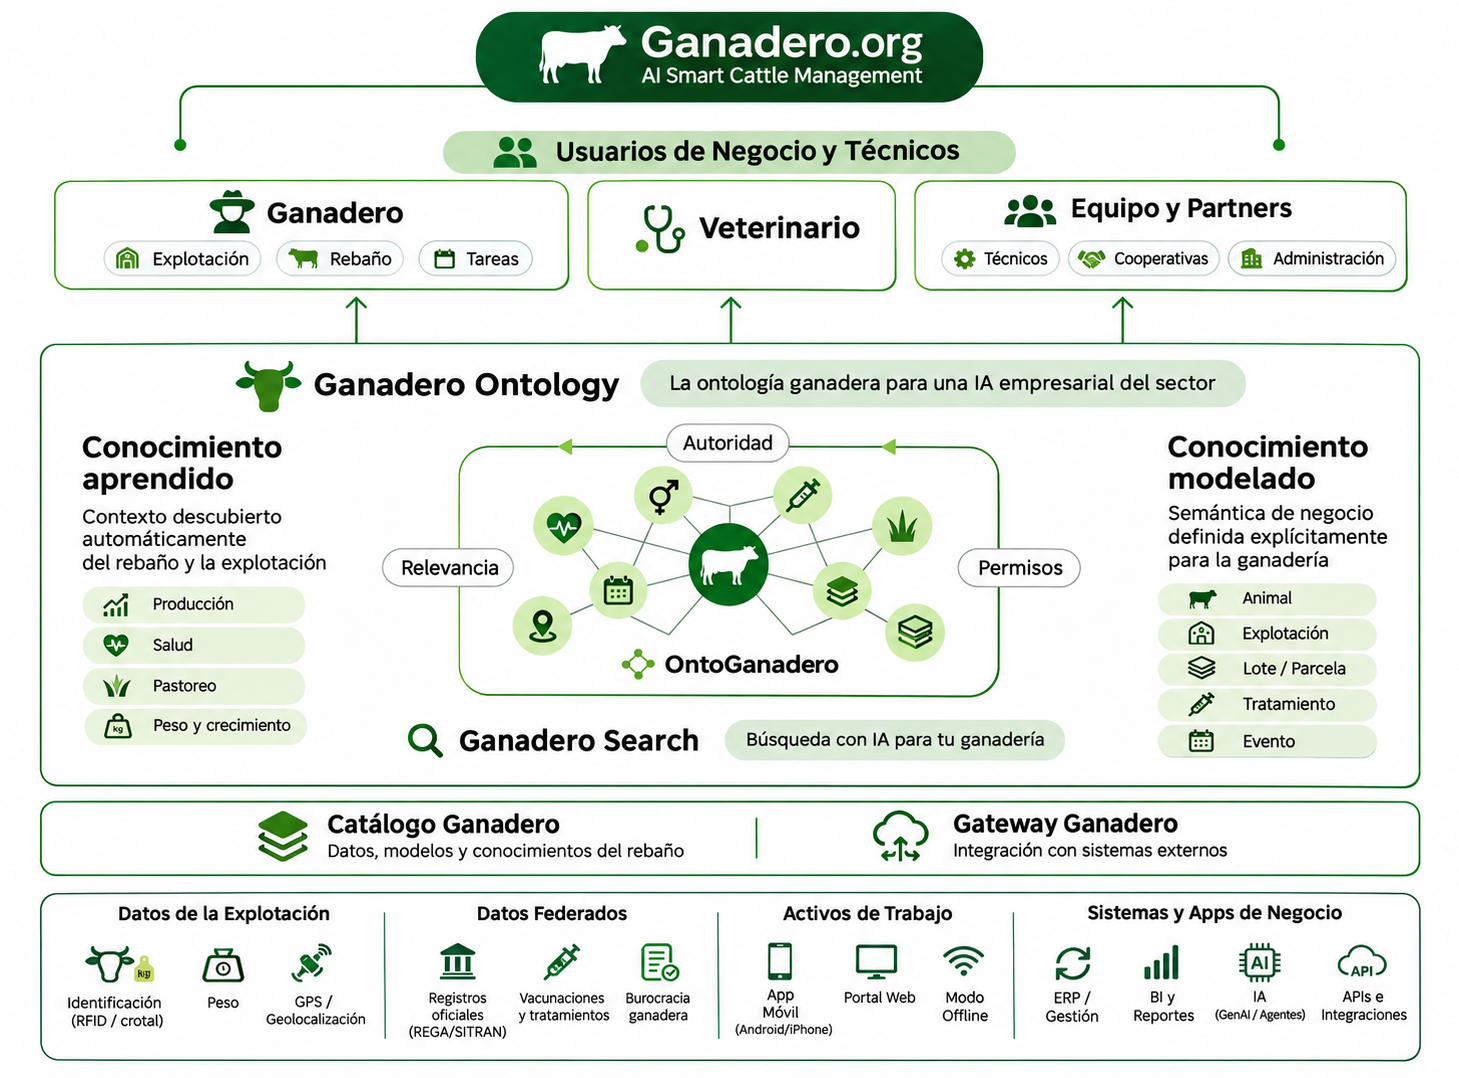 Ganadero.org
AI Smart Cattle Management
Usuarios de Negocio y Técnicos
Ganadero
Explotación
Rebaño
Tareas
Veterinario
Equipo y Partners
Técnicos
Cooperativas
Administración
Ganadero Ontology
La ontología ganadera para una IA empresarial del sector
Conocimiento
aprendido
Contexto descubierto
automáticamente
del rebaño y la explotación
Producción
Salud
Pastoreo
kg
Peso y crecimiento
Autoridad
Relevancia
Permisos
OntoGanadero
Ganadero Search
Búsqueda con IA para tu ganadería
Conocimiento
modelado
Semántica de negocio
definida explícitamente
para la ganadería
Animal
Explotación
Lote / Parcela
Tratamiento
Evento
Catálogo Ganadero
Datos, modelos y conocimientos del rebaño
Gateway Ganadero
Integración con sistemas externos
Datos de la Explotación
Identificación
(RFID / crotal)
Peso
GPS /
Geolocalización
Datos Federados
Registros
oficiales
(REGA/SITRAN)
Vacunaciones
y tratamientos
Burocracia
ganadera
Activos de Trabajo
App
Móvil
(Android/iPhone)
Portal Web
Modo
Offline
Sistemas y Apps de Negocio
ERP /
Gestión
BI y
Reportes
AI
IA
(GenAI / Agentes)
API
APIs e
Integraciones